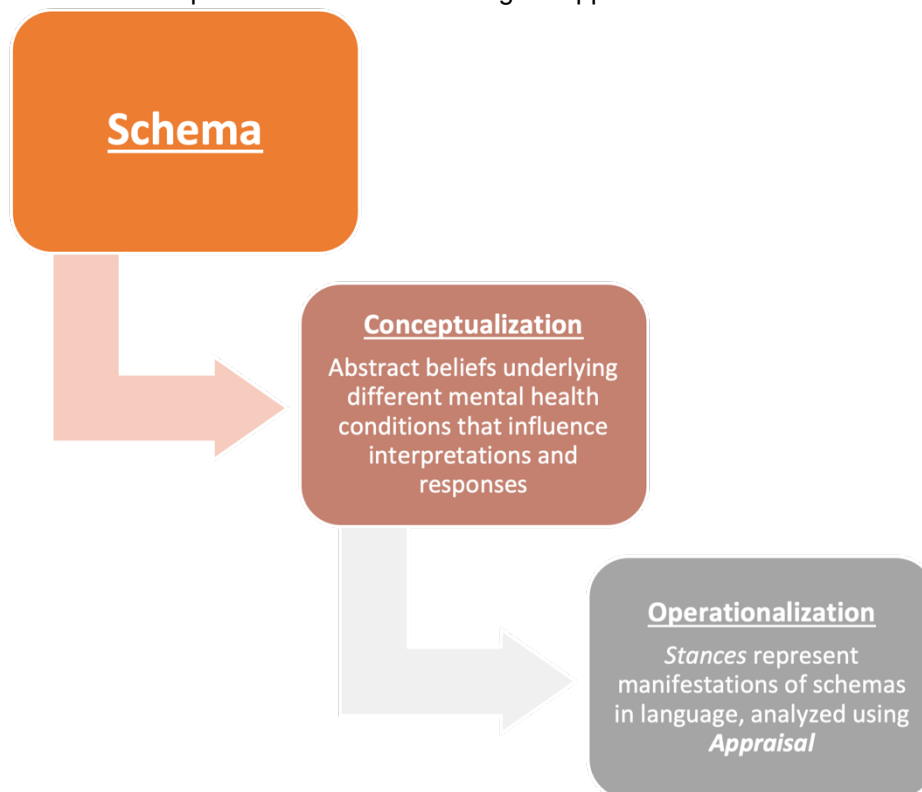 Schema
Conceptualization
Abstract beliefs underlying
different mental health
conditions that influence
interpretations and
responses
Operationalization
Stances represent
manifestations of schemas
in language, analyzed using
Appraisal